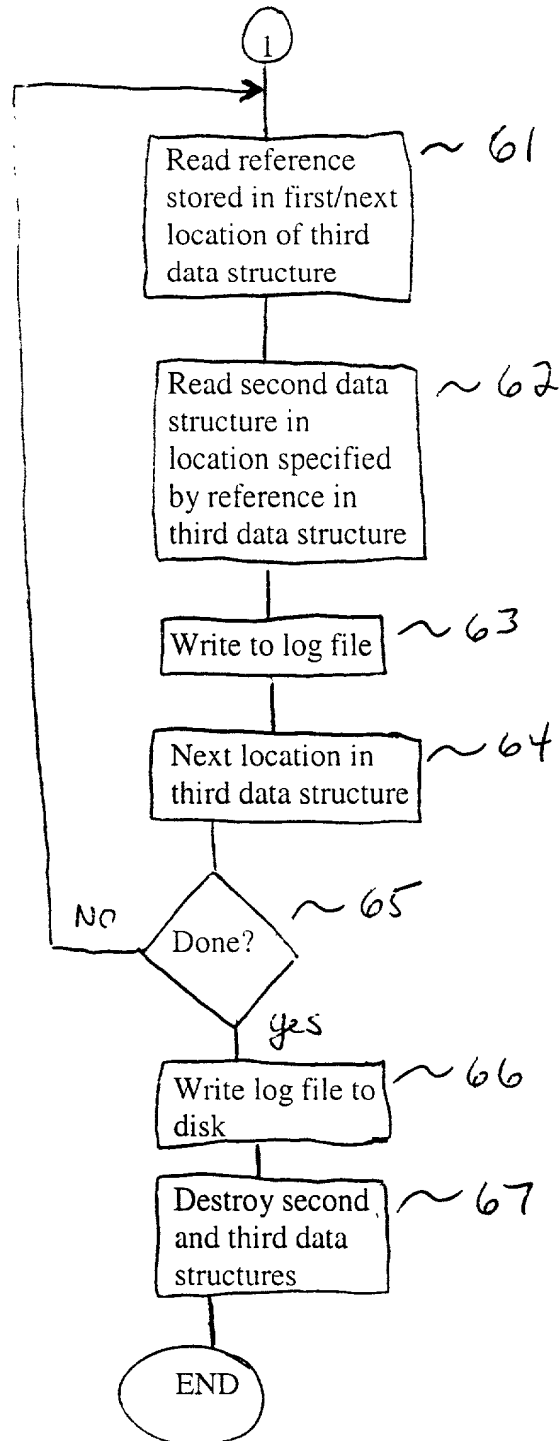 1
Read reference ~ 61
stored in first/next
location of third
data structure
Read second data ~ 62
structure in
location specified
by reference in
third data structure
Write to log file ~ 63
Next location in ~ 64
third data structure
NO Done? ~ 65
yes
Write log file to ~ 66
disk
Destroy second ~ 67
and third data
structures
END